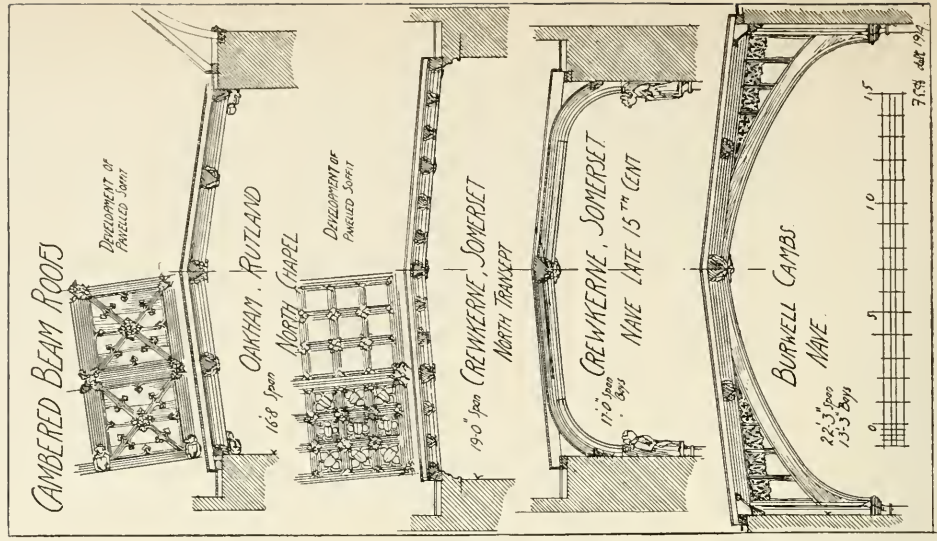 CAMBERED BEAM ROOFS
DEVELOPMENT OF
PANELLED SOFFIT
OAKHAM. RUTLAND
NORTH CHAPEL
16'8 Span
DEVELOPMENT OF
PANELLED SOFFIT
19'.0" Span CREWKERNE, SOMERSET
NORTH TRANSEPT
CREWKERNE, SOMERSET.
NAVE LATE 15TH CENT
17'.0" Span
Bays
BURWELL CAMBS
NAVE.
22'.3" Span
13'-3" Bays
0 5 10 15